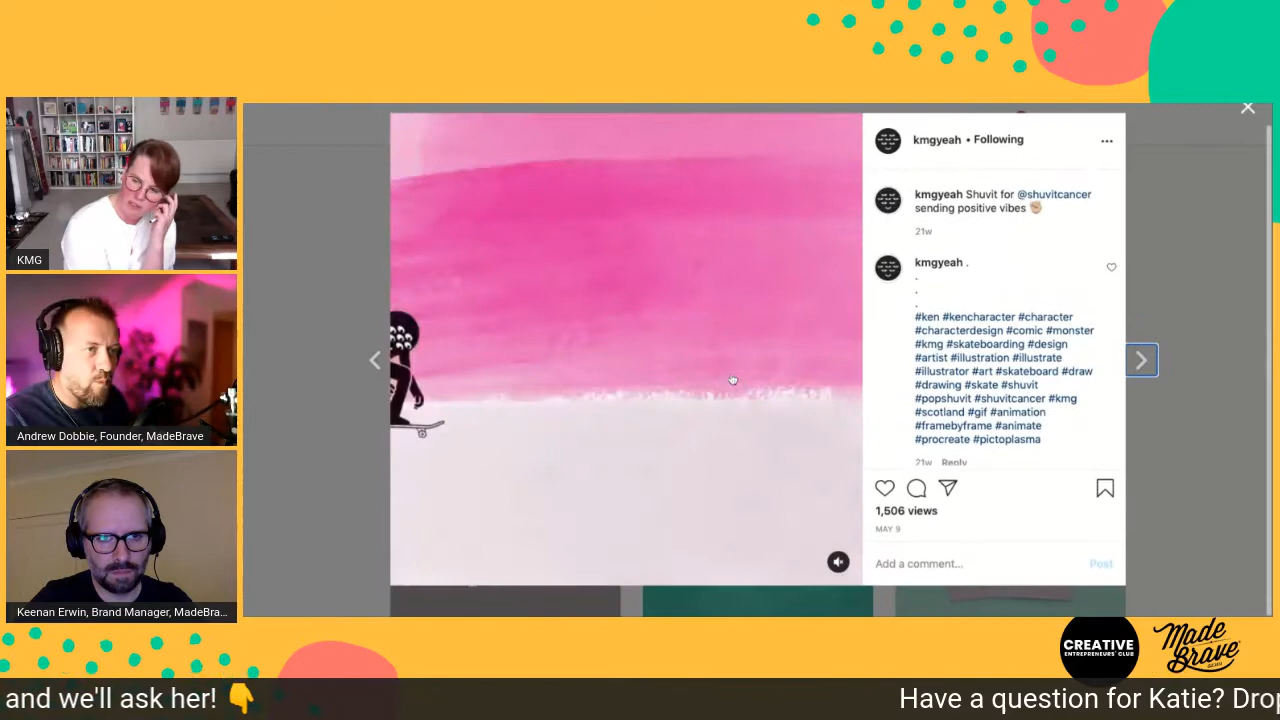 KMG
Andrew Dobbie, Founder, MadeBrave
Keenan Erwin, Brand Manager, MadeBra...
kmgyeah • Following
kmgyeah Shuvit for @shuvitcancer
sending positive vibes ✊🏼
21w
kmgyeah .
.
.
.
#ken #kencharacter #character
#characterdesign #comic #monster
#kmg #skateboarding #design
#artist #illustration #illustrate
#illustrator #art #skateboard #draw
#drawing #skate #shuvit
#popshuvit #shuvitcancer #kmg
#scotland #gif #animation
#framebyframe #animate
#procreate #pictoplasma
21w Reply
1,506 views
MAY 9
Add a comment... Post
CREATIVE
ENTREPRENEURS' CLUB
Made
Brave
and we'll ask her! 👇
Have a question for Katie? Drop